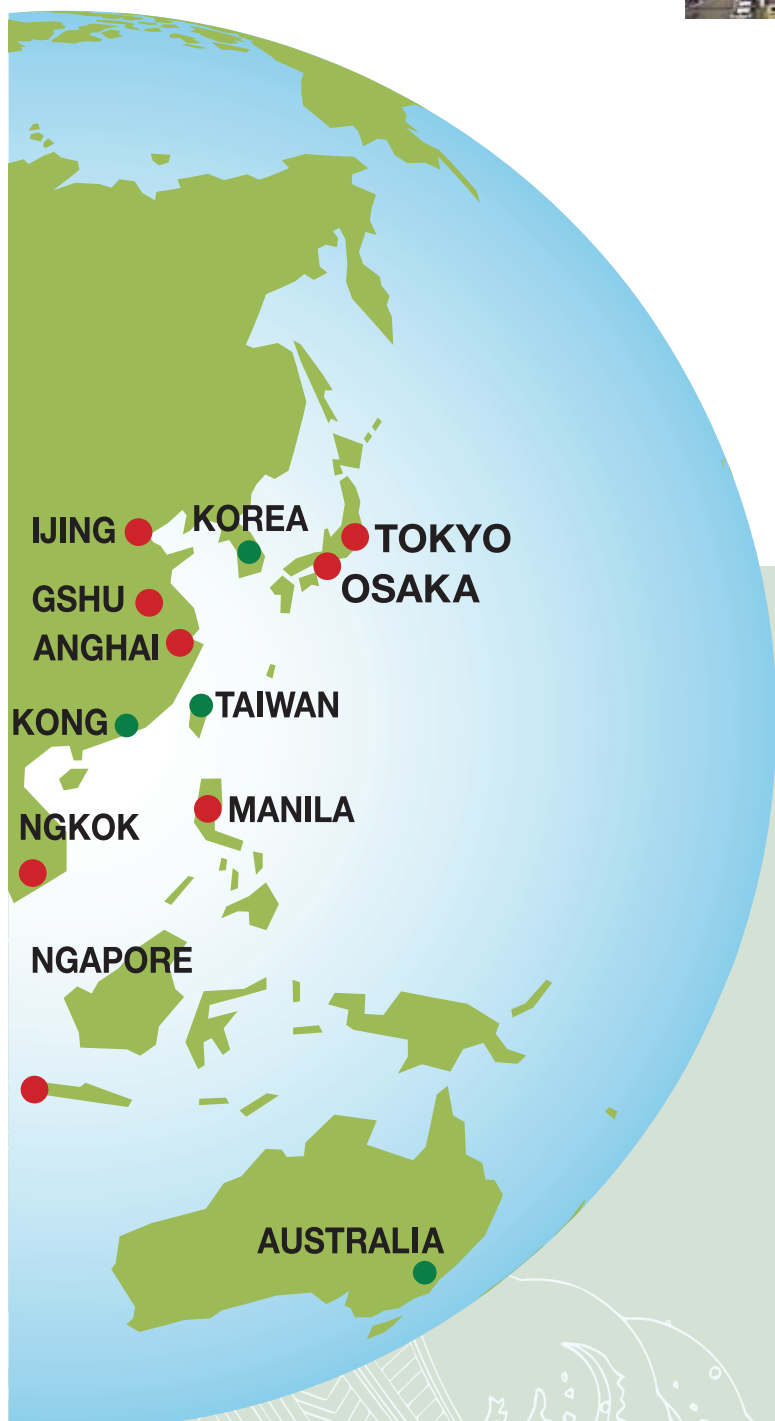 KOREA
IJING
TOKYO
OSAKA
GSHU
ANGHAI
TAIWAN
KONG
MANILA
NGKOK
NGAPORE
AUSTRALIA